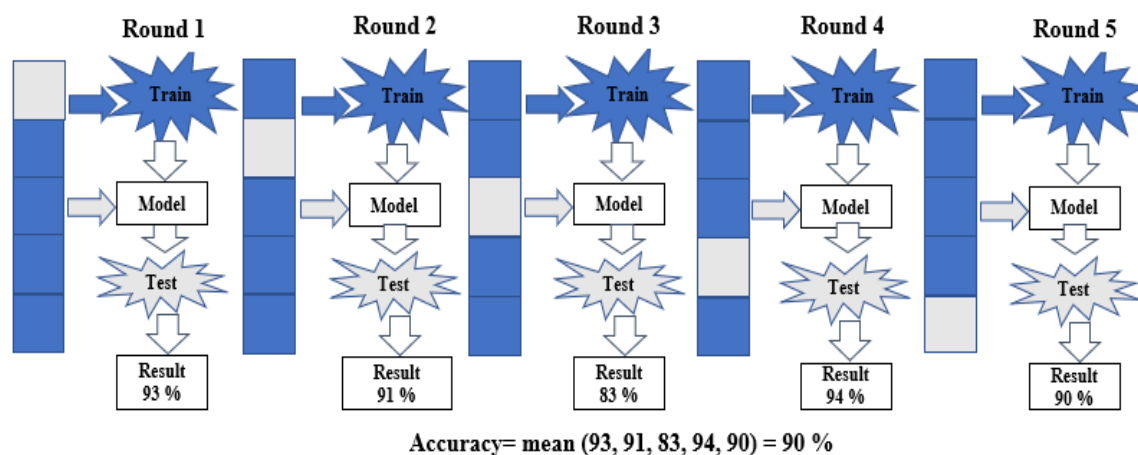 Round 1
Round 2
Round 3
Round 4
Round 5
Train
Train
Train
Train
Train
Model
Model
Model
Model
Model
Test
Test
Test
Test
Test
Result
93 %
Result
91 %
Result
83 %
Result
94 %
Result
90 %
Accuracy= mean (93, 91, 83, 94, 90) = 90 %